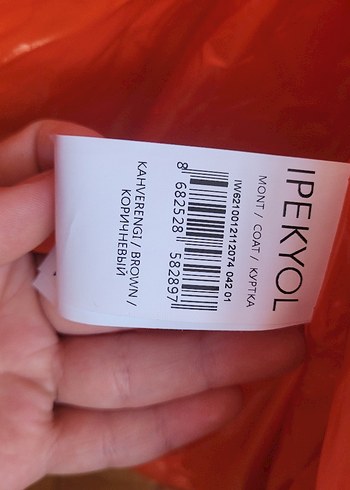 IPEKYOL
MONT / COAT / КУРТКА
IW6210012112074 042 01
8 682528 582897
KAHVERENGİ / BROWN /
КОРИЧНЕВЫЙ